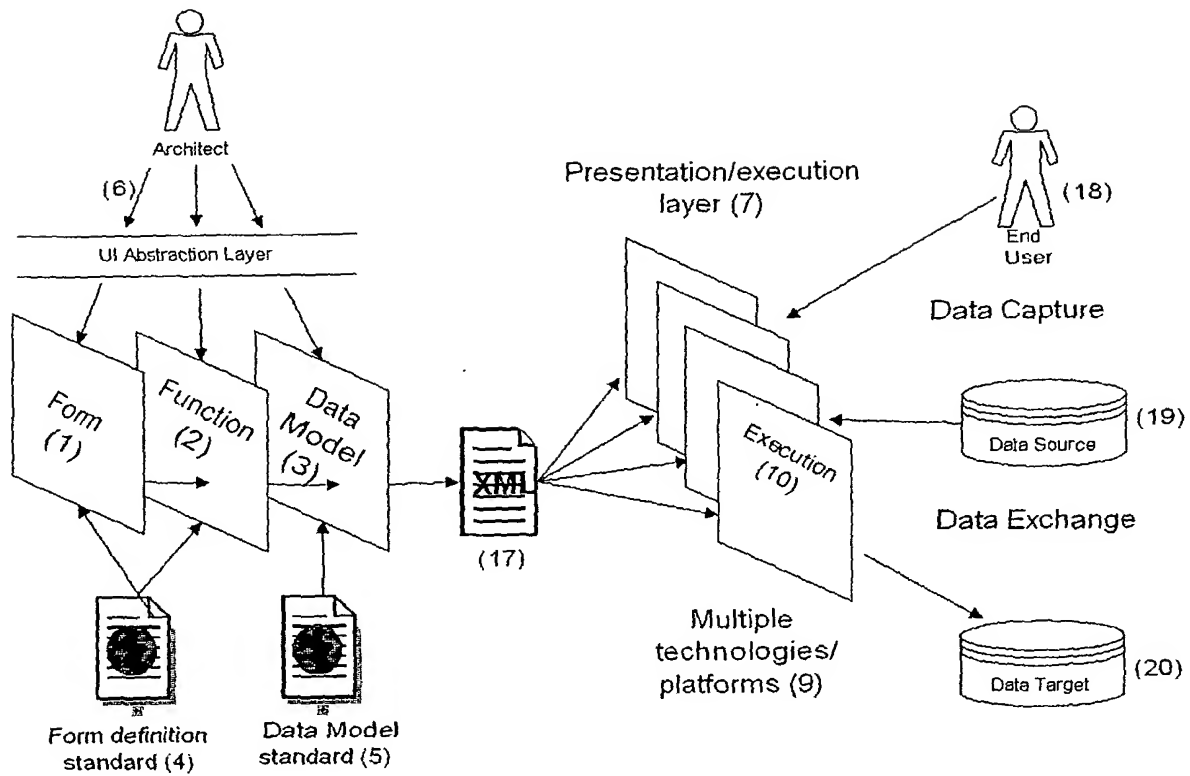 Architect
(6)
UI Abstraction Layer
Form
(1)
Function
(2)
Data
Model
(3)
Form definition
standard (4)
Data Model
standard (5)
XML
(17)
Presentation/execution
layer (7)
Execution
(10)
Multiple
technologies/
platforms (9)
(18)
End
User
Data Capture
Data Source
(19)
Data Exchange
Data Target
(20)